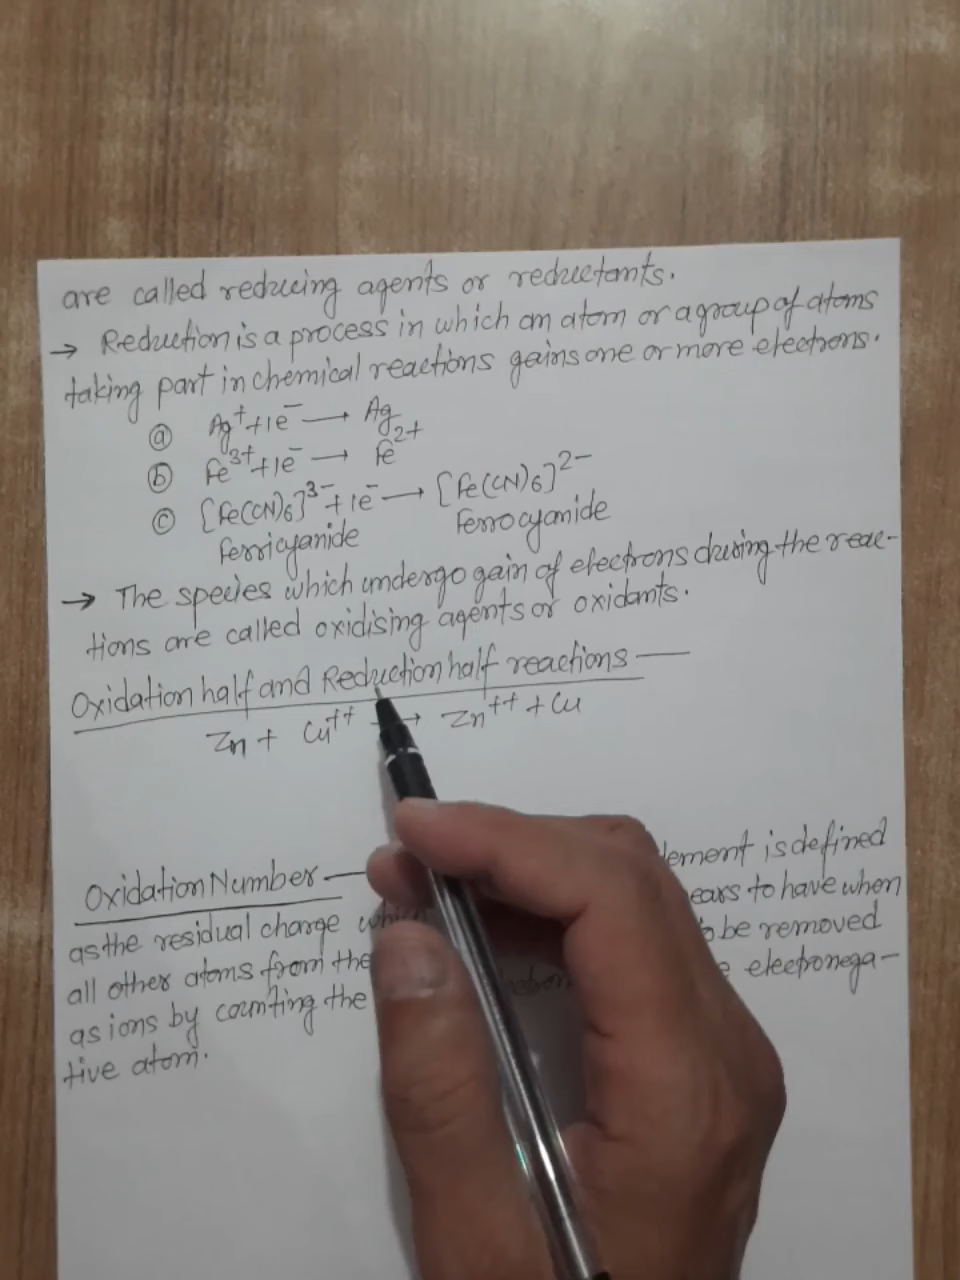 are called reducing agents or reductants.
→ Reduction is a process in which an atom or a group of atoms
taking part in chemical reactions gains one or more electrons.
ⓐ Ag⁺+1e⁻ → Ag
ⓑ Fe³⁺+1e⁻ → Fe²⁺
ⓒ [Fe(CN)6]³⁻+1e⁻ → [Fe(CN)6]²⁻
Ferricyanide Ferrocyanide
→ The species which undergo gain of electrons during the reac-
tions are called oxidising agents or oxidants.
Oxidation half and Reduction half reactions —
Zn + Cu⁺⁺ → Zn⁺⁺ + Cu
Oxidation Number — is defined
as the residual charge to have when
all other atoms from the be removed
as ions by counting the electronega-
tive atom.